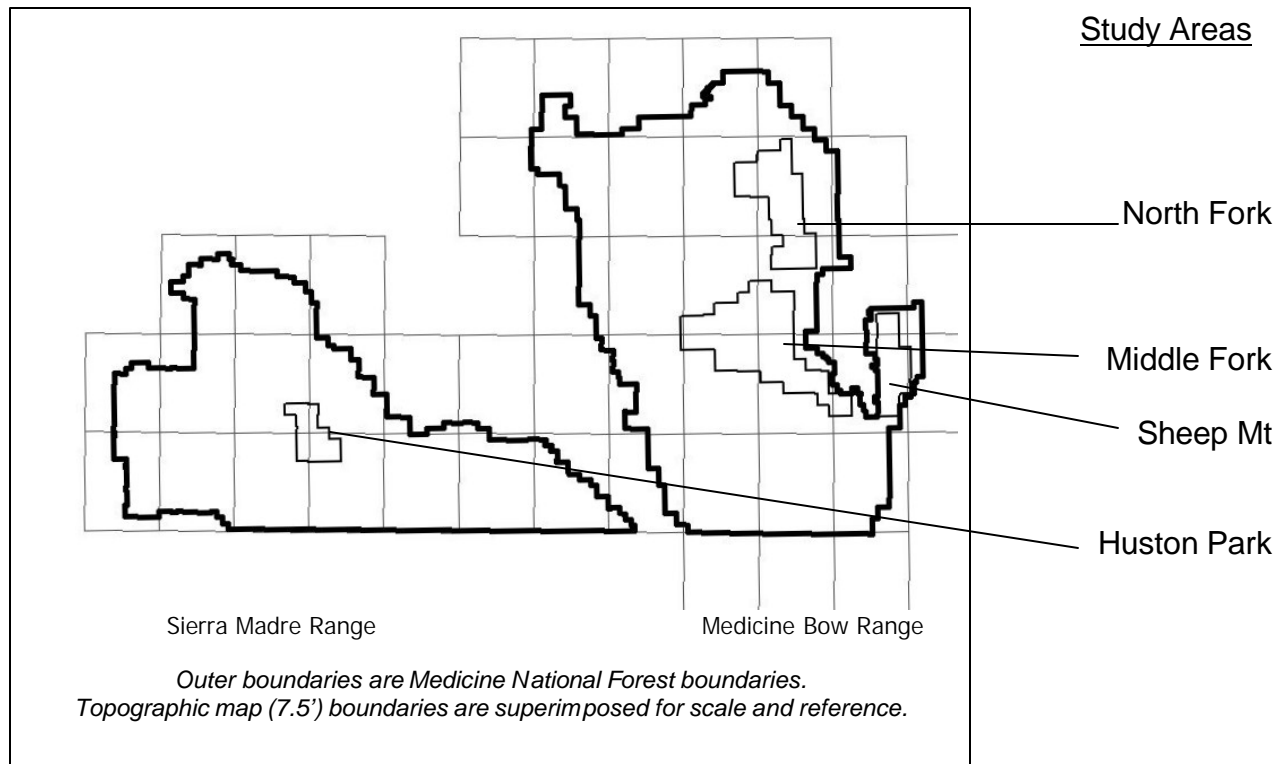 Study Areas
North Fork
Middle Fork
Sheep Mt
Huston Park
Sierra Madre Range
Medicine Bow Range
Outer boundaries are Medicine National Forest boundaries.
Topographic map (7.5’) boundaries are superimposed for scale and reference.